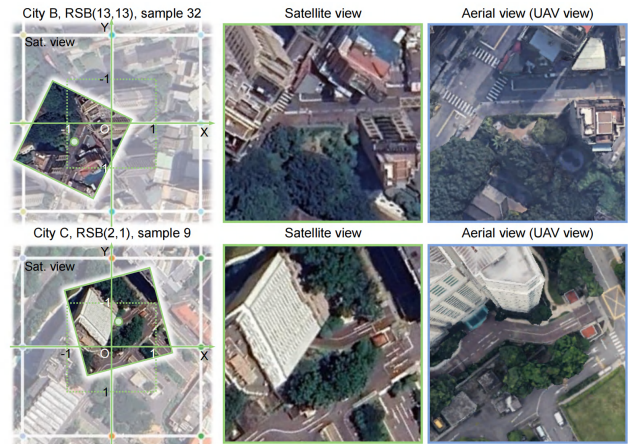 City B, RSB(13,13), sample 32
Satellite view
Aerial view (UAV view)
Sat. view
Y
-1
-1
O
1
X
1
City C, RSB(2,1), sample 9
Satellite view
Aerial view (UAV view)
Sat. view
Y
-1
-1
O
1
X
1